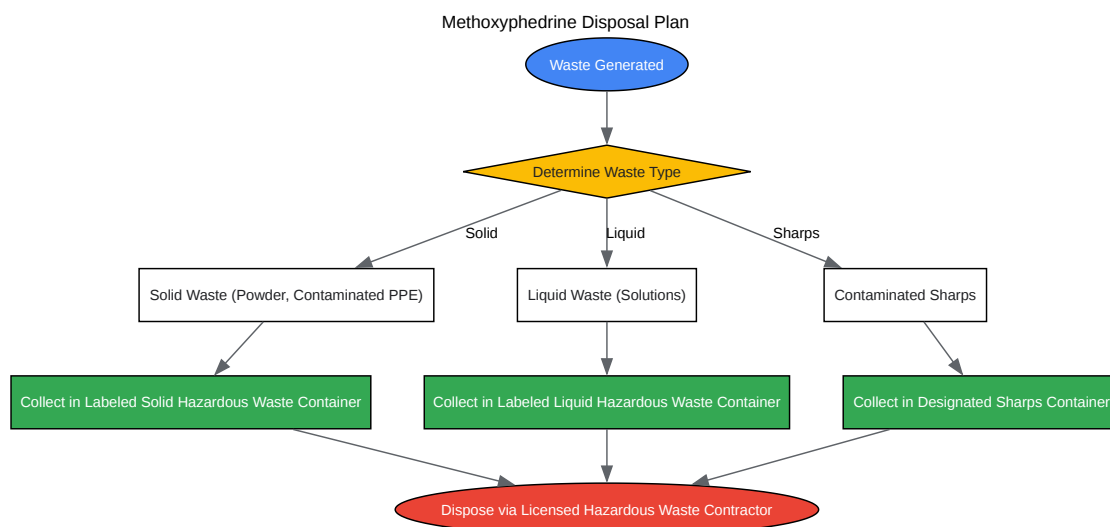 Methoxyphedrine Disposal Plan
Waste Generated
Determine Waste Type
Solid
Liquid
Sharps
Solid Waste (Powder, Contaminated PPE)
Liquid Waste (Solutions)
Contaminated Sharps
Collect in Labeled Solid Hazardous Waste Container
Collect in Labeled Liquid Hazardous Waste Container
Collect in Designated Sharps Container
Dispose via Licensed Hazardous Waste Contractor